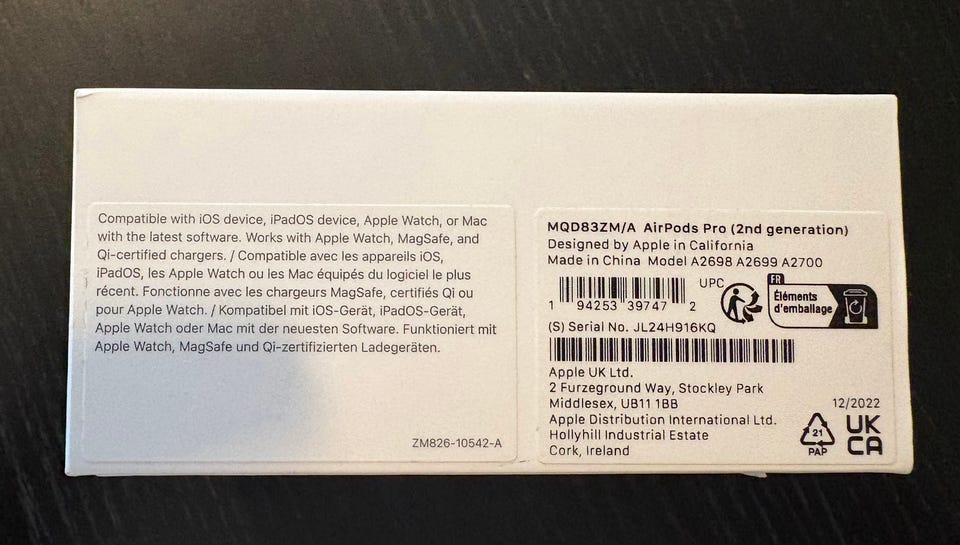 Compatible with iOS device, iPadOS device, Apple Watch, or Mac
with the latest software. Works with Apple Watch, MagSafe, and
Qi-certified chargers. / Compatible avec les appareils iOS,
iPadOS, les Apple Watch ou les Mac équipés du logiciel le plus
récent. Fonctionne avec les chargeurs MagSafe, certifiés Qi ou
pour Apple Watch. / Kompatibel mit iOS-Gerät, iPadOS-Gerät,
Apple Watch oder Mac mit der neuesten Software. Funktioniert mit
Apple Watch, MagSafe und Qi-zertifizierten Ladegeräten.
ZM826-10542-A
MQD83ZM/A AirPods Pro (2nd generation)
Designed by Apple in California
Made in China Model A2698 A2699 A2700
UPC
1 94253 39747 2
FR
Éléments
d'emballage
(S) Serial No. JL24H916KQ
Apple UK Ltd.
2 Furzeground Way, Stockley Park
Middlesex, UB11 1BB
Apple Distribution International Ltd.
Hollyhill Industrial Estate
Cork, Ireland
12/2022
21
PAP
UK
CA